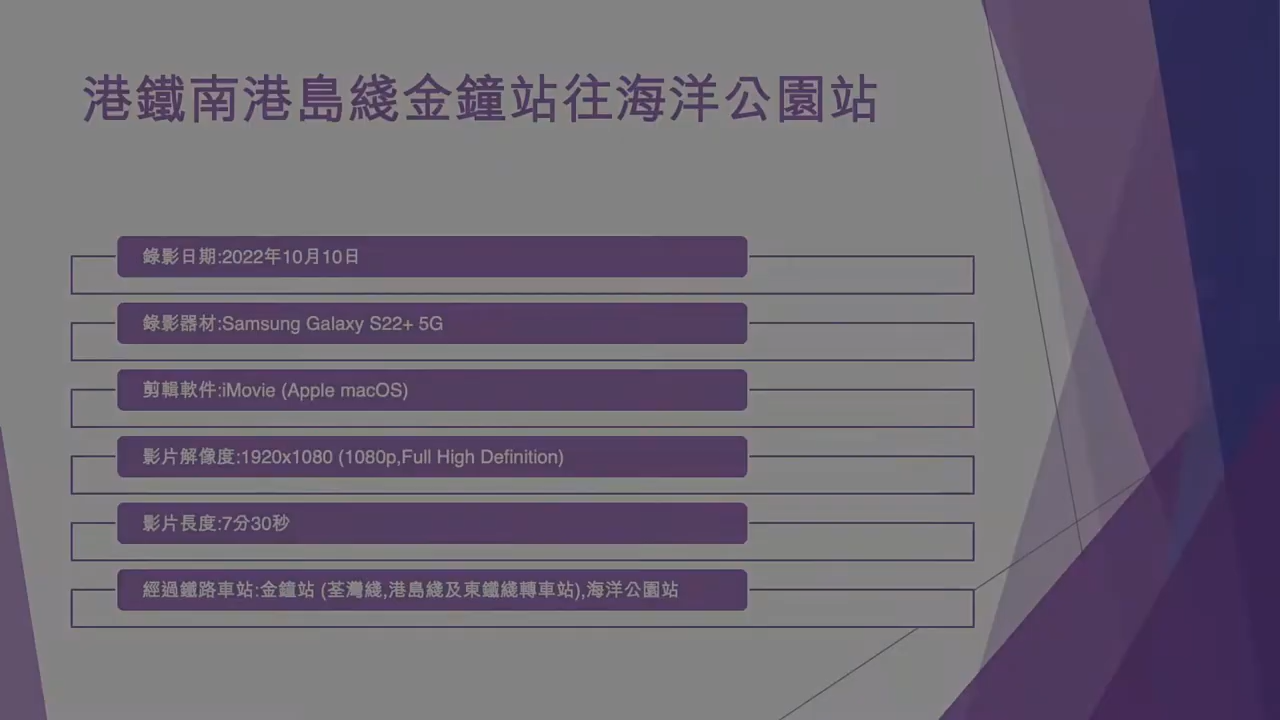 港鐵南港島綫金鐘站往海洋公園站
錄影日期:2022年10月10日
錄影器材:Samsung Galaxy S22+ 5G
剪輯軟件:iMovie (Apple macOS)
影片解像度:1920x1080 (1080p,Full High Definition)
影片長度:7分30秒
經過鐵路車站:金鐘站 (荃灣綫,港島綫及東鐵綫轉車站),海洋公園站